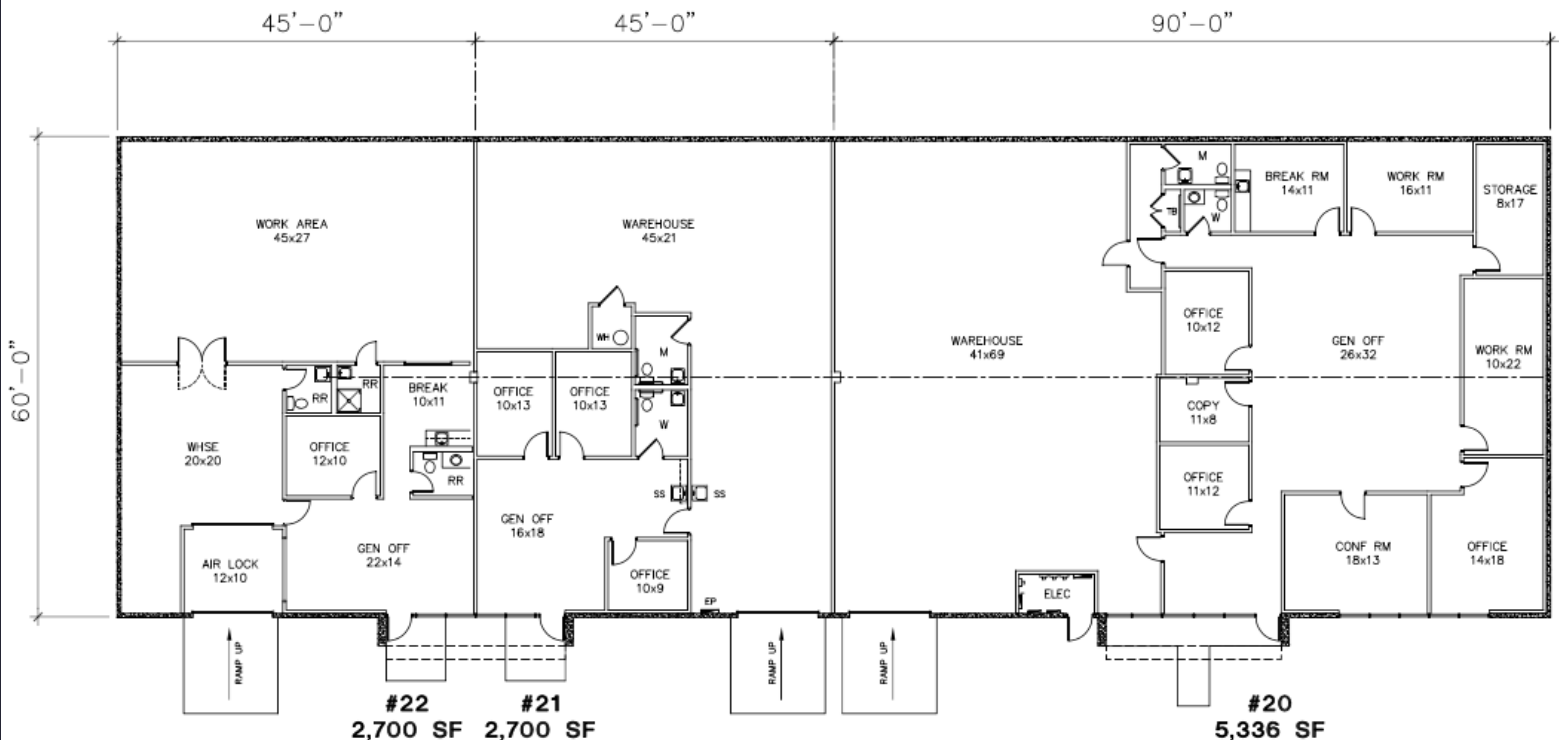 45'-0"
45'-0"
90'-0"
60'-0"
WORK AREA
45x27
WAREHOUSE
45x21
WAREHOUSE
41x69
M
TB
W
BREAK RM
14x11
WORK RM
16x11
STORAGE
8x17
WH
M
OFFICE
10x12
GEN OFF
26x32
WORK RM
10x22
RR
RR
BREAK
10x11
OFFICE
10x13
OFFICE
10x13
W
COPY
11x8
WHSE
20x20
OFFICE
12x10
RR
SS
SS
OFFICE
11x12
GEN OFF
16x18
GEN OFF
22x14
AIR LOCK
12x10
OFFICE
10x9
EP
ELEC
CONF RM
18x13
OFFICE
14x18
RAMP UP
RAMP UP
RAMP UP
#22
2,700 SF
#21
2,700 SF
#20
5,336 SF